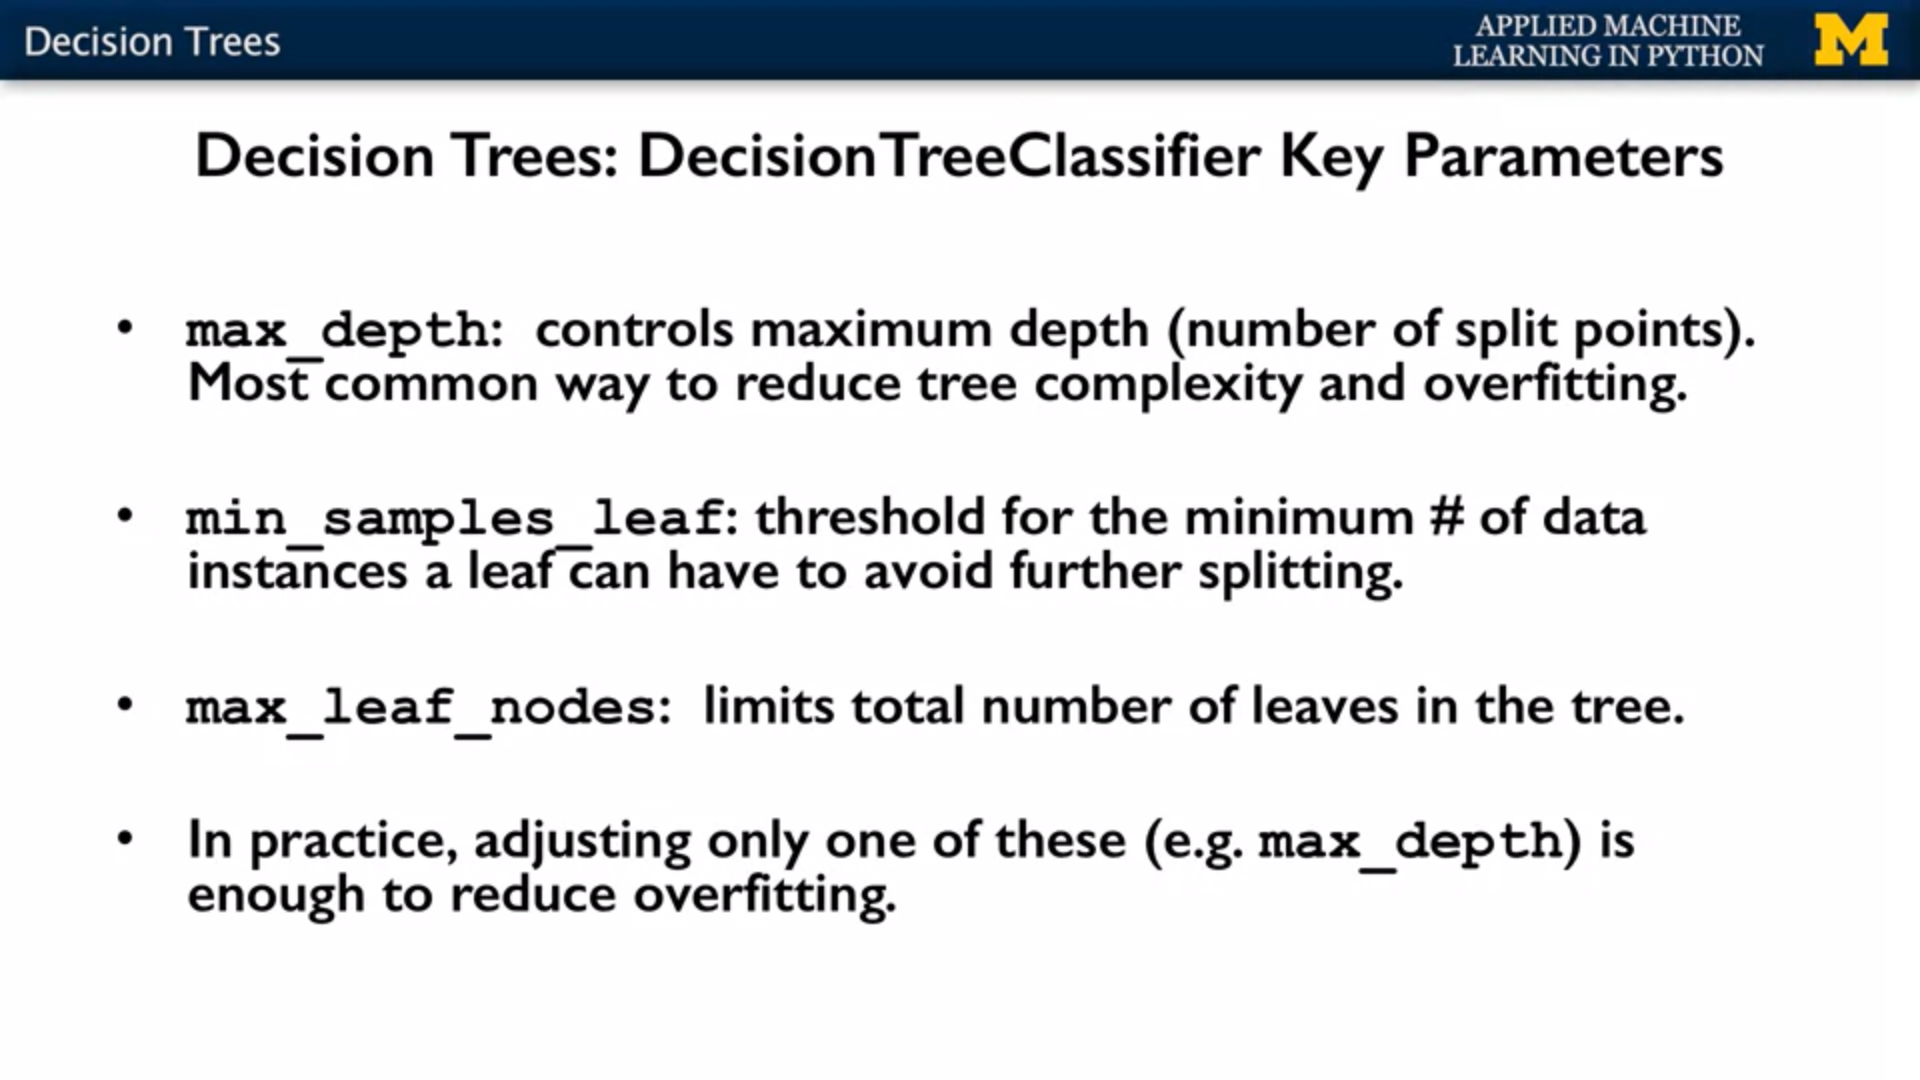 Decision Trees
APPLIED MACHINE
LEARNING IN PYTHON
M
Decision Trees: DecisionTreeClassifier Key Parameters
• max_depth: controls maximum depth (number of split points).
Most common way to reduce tree complexity and overfitting.
• min_samples_leaf: threshold for the minimum # of data
instances a leaf can have to avoid further splitting.
• max_leaf_nodes: limits total number of leaves in the tree.
• In practice, adjusting only one of these (e.g. max_depth) is
enough to reduce overfitting.